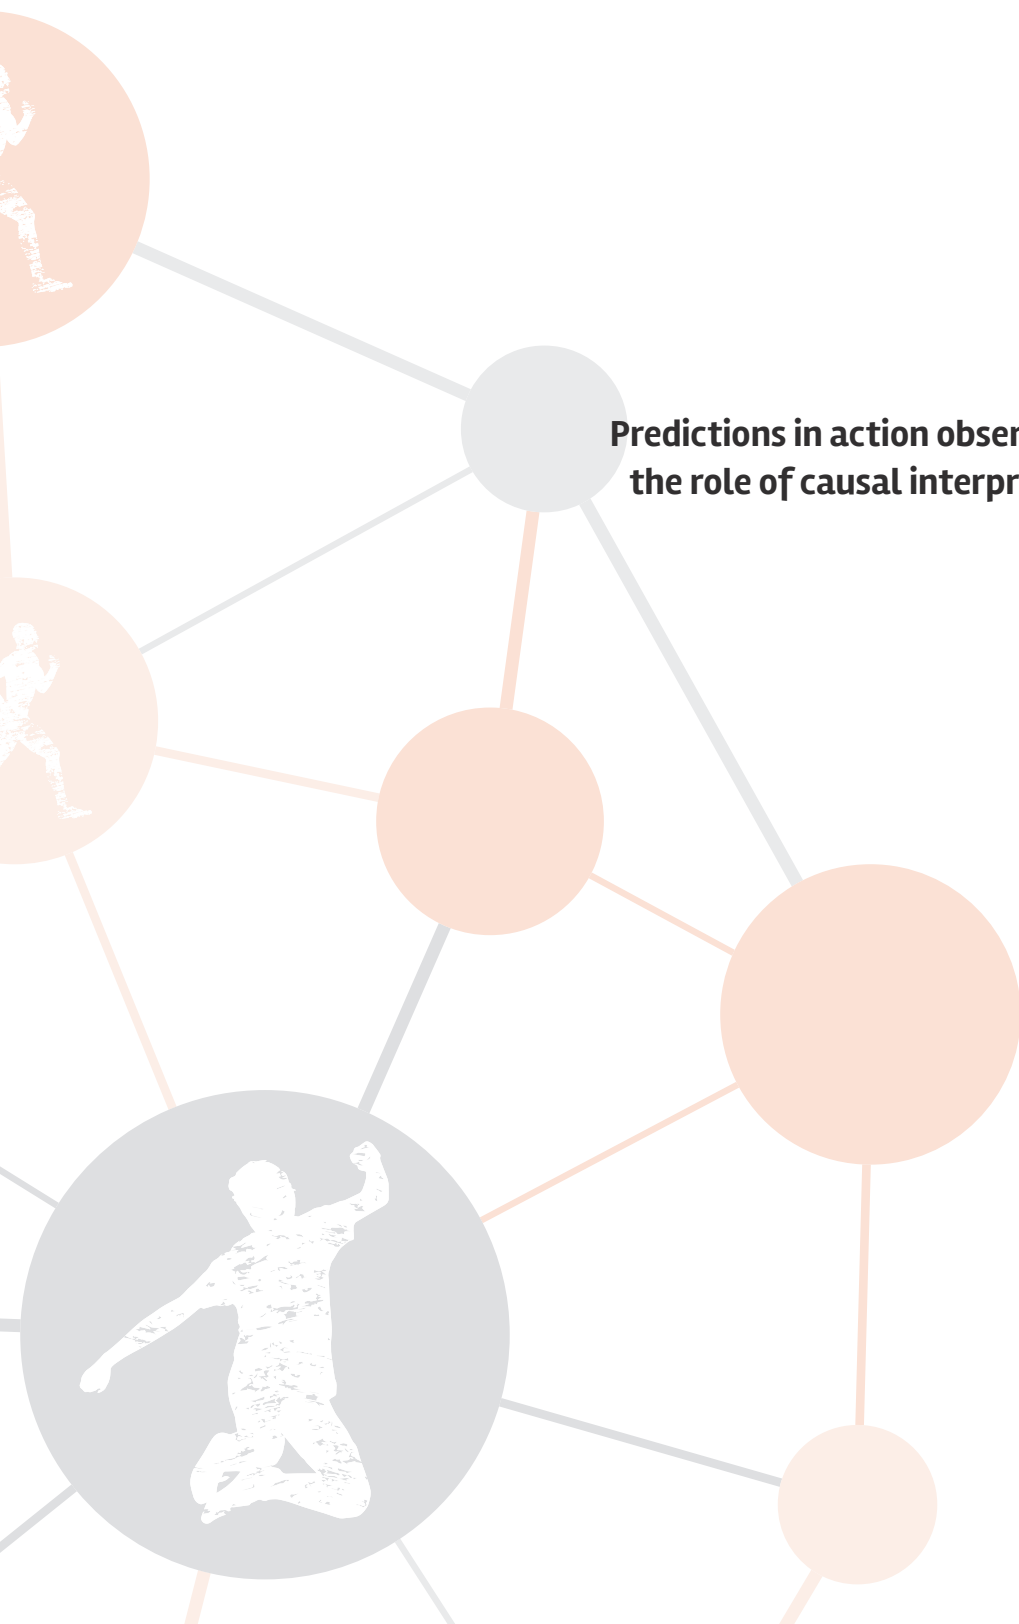 Predictions in action obser
the role of causal interpr